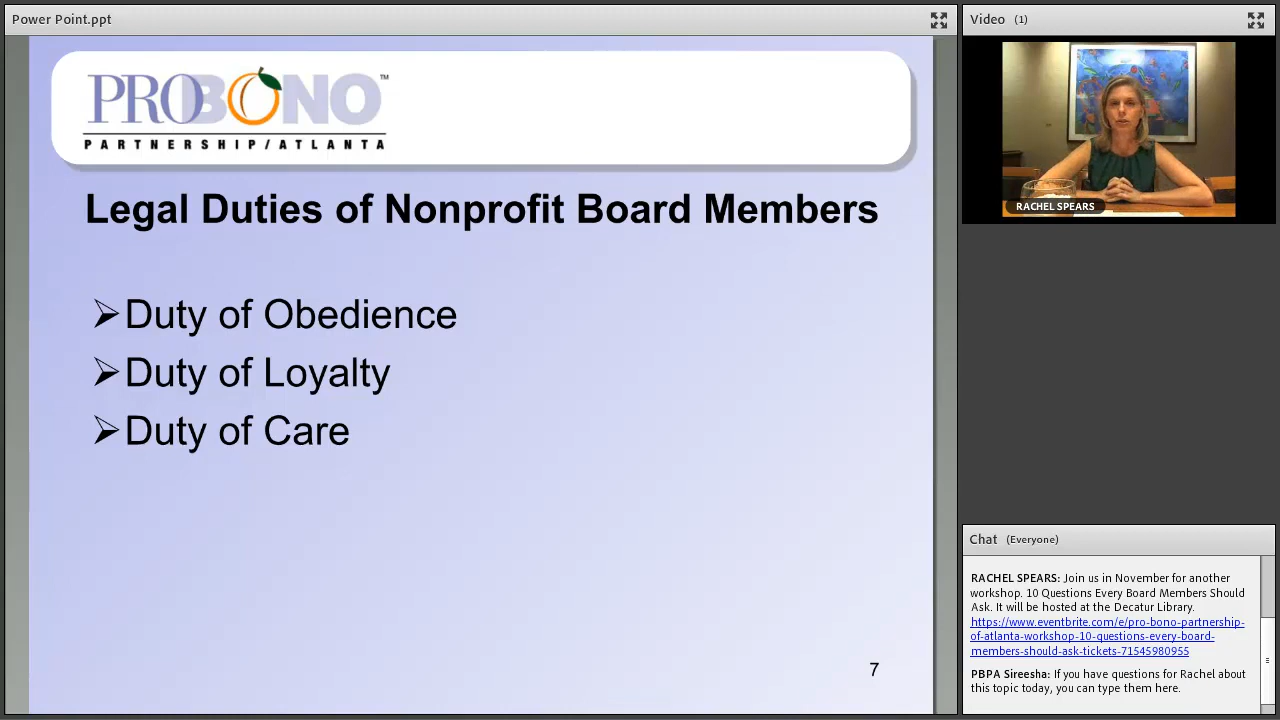 Power Point.ppt
PROBONO™
PARTNERSHIP/ATLANTA
Legal Duties of Nonprofit Board Members
Duty of Obedience
Duty of Loyalty
Duty of Care
7
Video (1)
RACHEL SPEARS
Chat (Everyone)
RACHEL SPEARS: Join us in November for another
workshop. 10 Questions Every Board Members Should
Ask. It will be hosted at the Decatur Library.
https://www.eventbrite.com/e/pro-bono-partnership-
of-atlanta-workshop-10-questions-every-board-
members-should-ask-tickets-71545980955
PBPA Sireesha: If you have questions for Rachel about
this topic today, you can type them here.